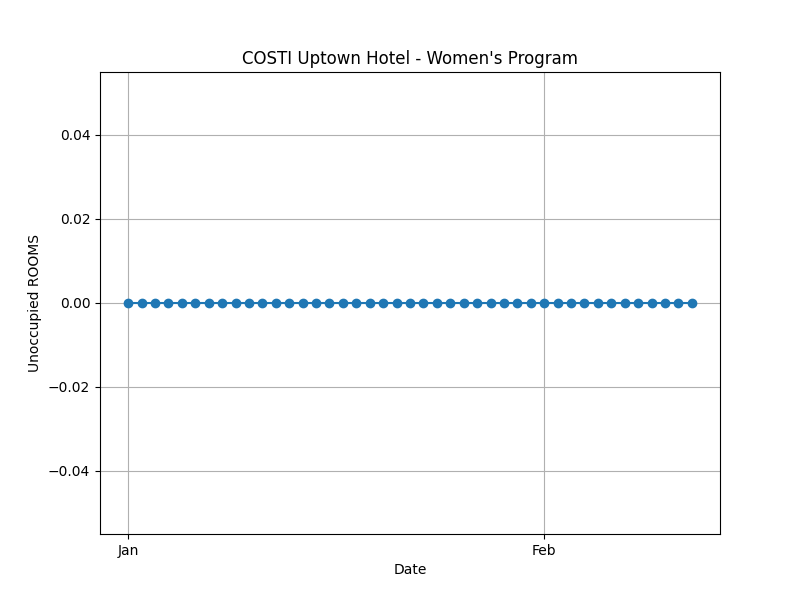 COSTI Uptown Hotel - Women's Program
Unoccupied ROOMS
0.04
0.02
0.00
−0.02
−0.04
Jan
Feb
Date